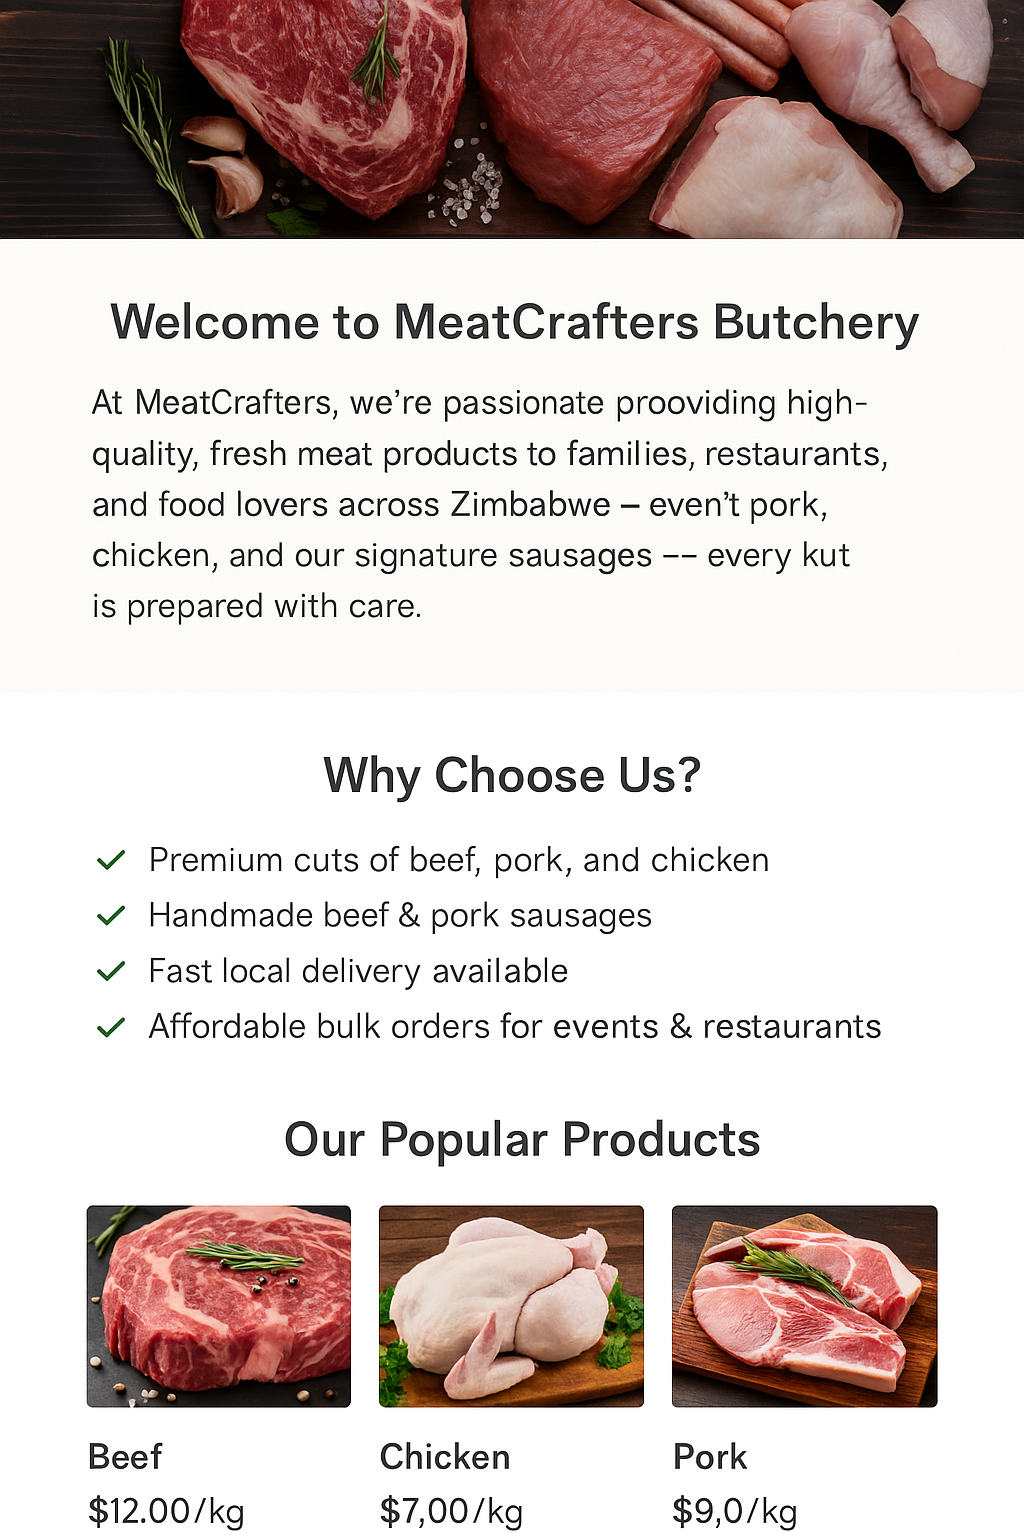 Welcome to MeatCrafters Butchery
At MeatCrafters, we’re passionate prooviding high-
quality, fresh meat products to families, restaurants,
and food lovers across Zimbabwe – even’t pork,
chicken, and our signature sausages –– every kut
is prepared with care.
Why Choose Us?
✓ Premium cuts of beef, pork, and chicken
✓ Handmade beef & pork sausages
✓ Fast local delivery available
✓ Affordable bulk orders for events & restaurants
Our Popular Products
Beef Chicken Pork
$12.00/kg $7,00/kg $9,0/kg